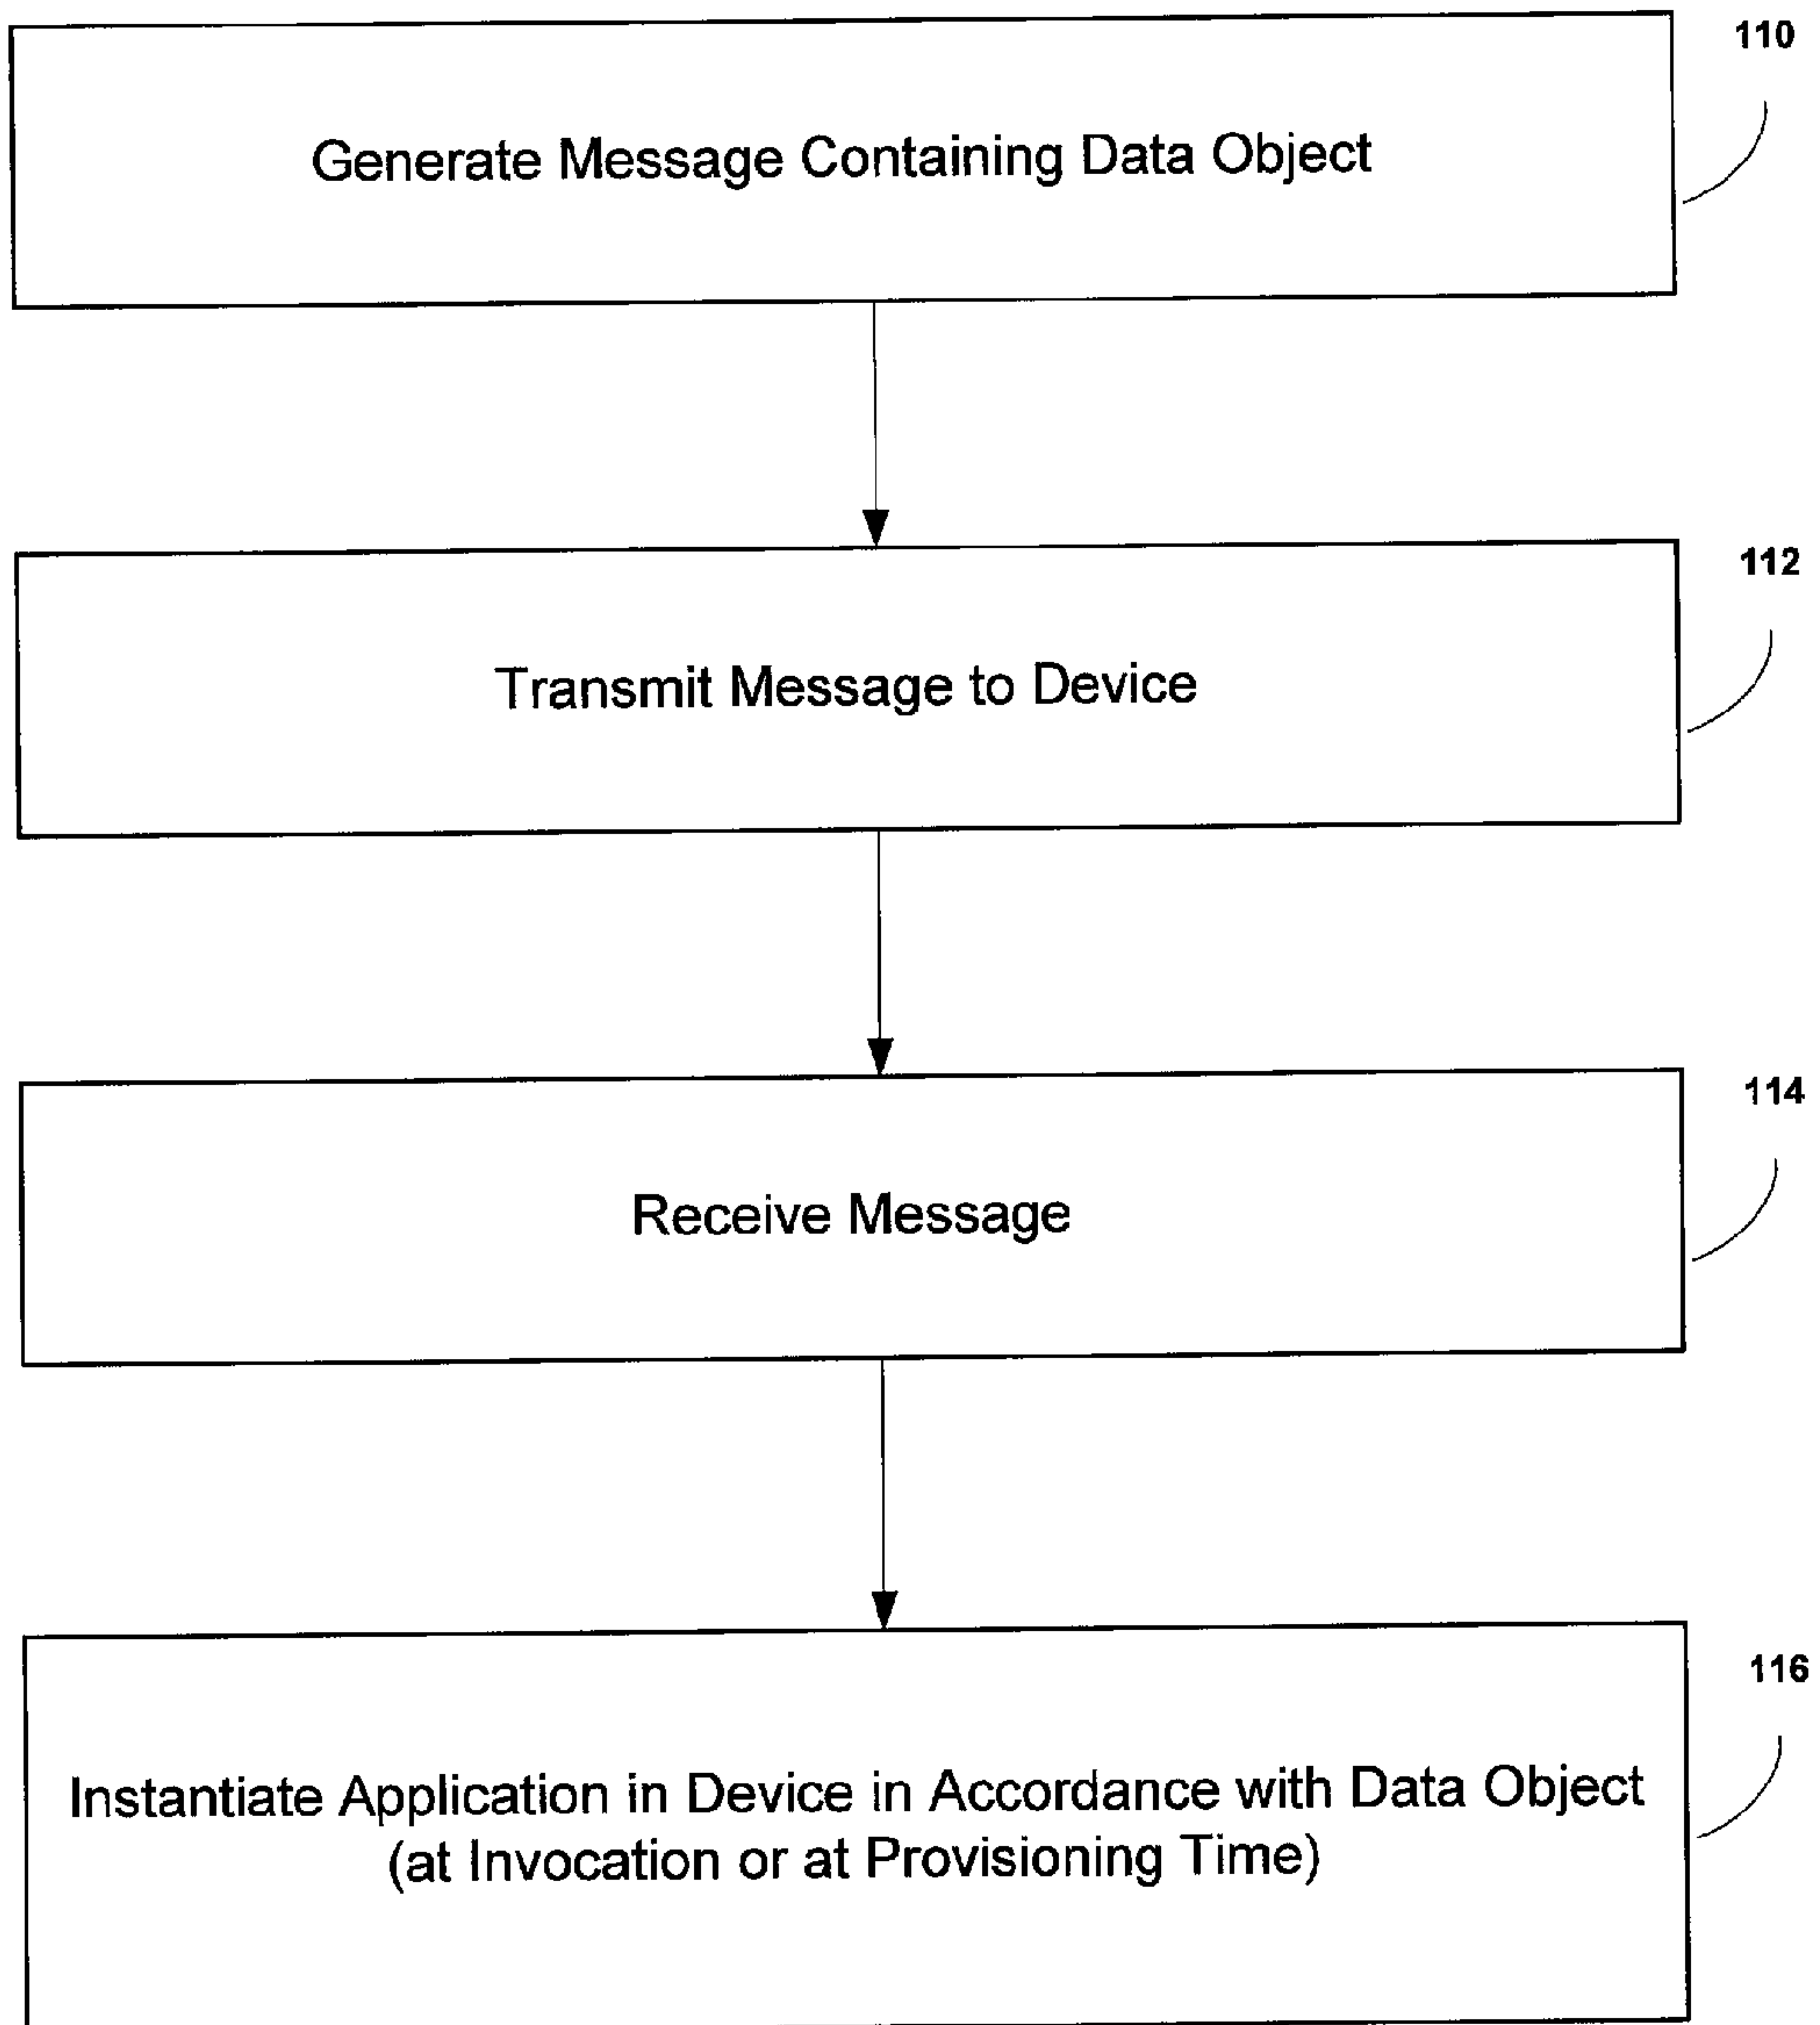 110
Generate Message Containing Data Object
112
Transmit Message to Device
114
Receive Message
116
Instantiate Application in Device in Accordance with Data Object
(at Invocation or at Provisioning Time)